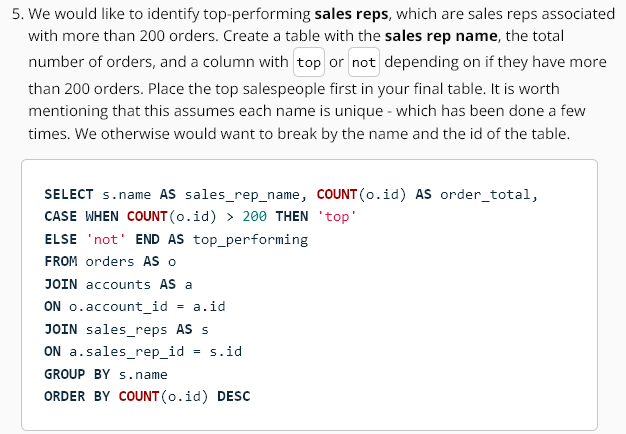 5. We would like to identify top-performing sales reps, which are sales reps associated
with more than 200 orders. Create a table with the sales rep name, the total
number of orders, and a column with top or not depending on if they have more
than 200 orders. Place the top salespeople first in your final table. It is worth
mentioning that this assumes each name is unique - which has been done a few
times. We otherwise would want to break by the name and the id of the table.
SELECT s.name AS sales_rep_name, COUNT(o.id) AS order_total,
CASE WHEN COUNT(o.id) > 200 THEN 'top'
ELSE 'not' END AS top_performing
FROM orders AS o
JOIN accounts AS a
ON o.account_id = a.id
JOIN sales_reps AS s
ON a.sales_rep_id = s.id
GROUP BY s.name
ORDER BY COUNT(o.id) DESC